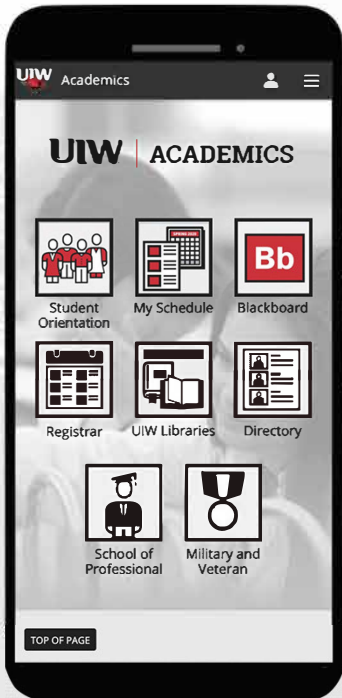 UIW Academics
UIW | ACADEMICS
SPRING 2020
Bb
Student
Orientation
My Schedule
Blackboard
Registrar
UIW Libraries
Directory
School of
Professional
Military and
Veteran
TOP OF PAGE